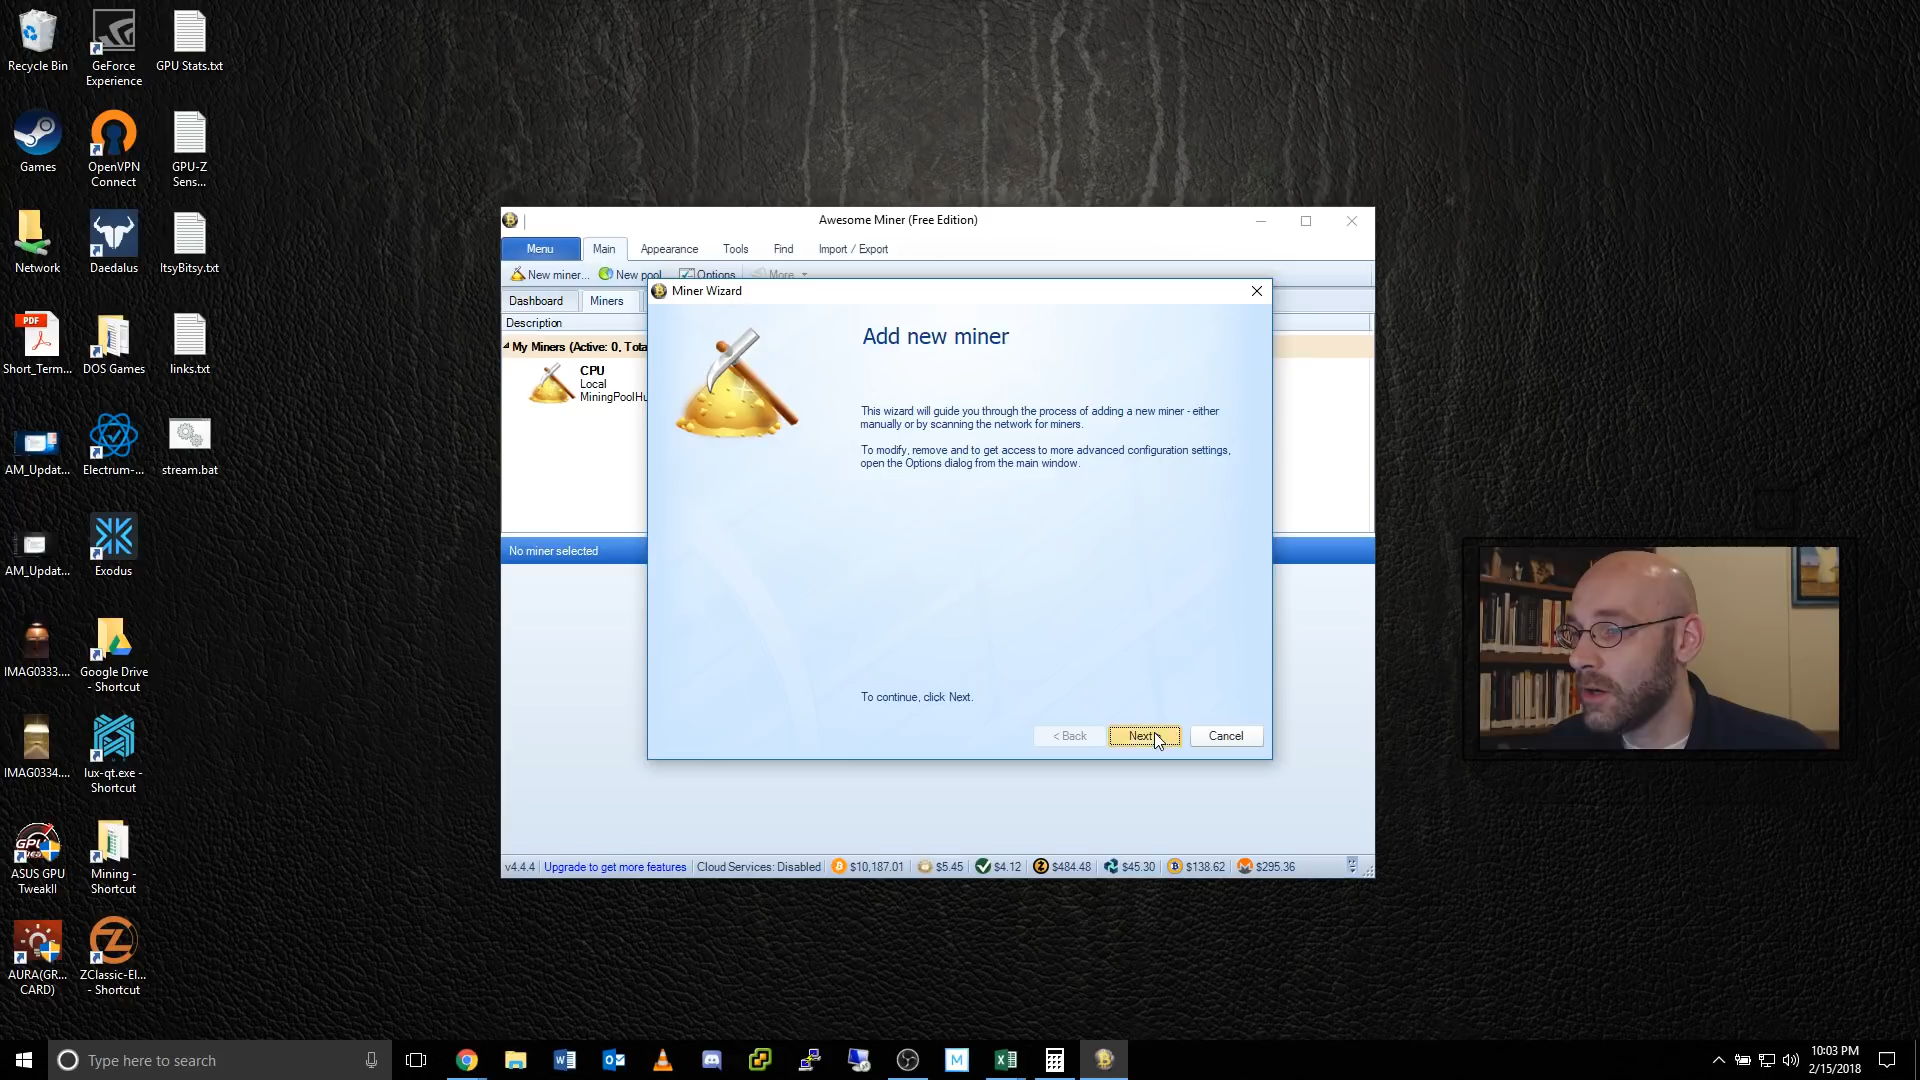 Recycle Bin
GeForce Experience
GPU Stats.txt
Games
OpenVPN Connect
GPU-Z Sens...
Network
Daedalus
ItsyBitsy.txt
PDF
Short_Term...
DOS Games
links.txt
AM_Updat...
Electrum-...
stream.bat
AM_Updat...
Exodus
IMAG0333....
Google Drive - Shortcut
IMAG0334....
lux-qt.exe - Shortcut
ASUS GPU TweakII
Mining - Shortcut
AURA(GR... CARD)
ZClassic-El... - Shortcut
Awesome Miner (Free Edition)
Menu Main Appearance Tools Find Import / Export
New miner... New pool Options More
Dashboard Miners
Description
My Miners (Active: 0, Tota
CPU
Local
MiningPoolHu
No miner selected
Miner Wizard
Add new miner
This wizard will guide you through the process of adding a new miner - either
manually or by scanning the network for miners.
To modify, remove and to get access to more advanced configuration settings,
open the Options dialog from the main window.
To continue, click Next.
< Back Next Cancel
v4.4.4 Upgrade to get more features Cloud Services: Disabled $10,187.01 $5.45 $4.12 $484.48 $45.30 $138.62 $295.36
Type here to search
10:03 PM
2/15/2018